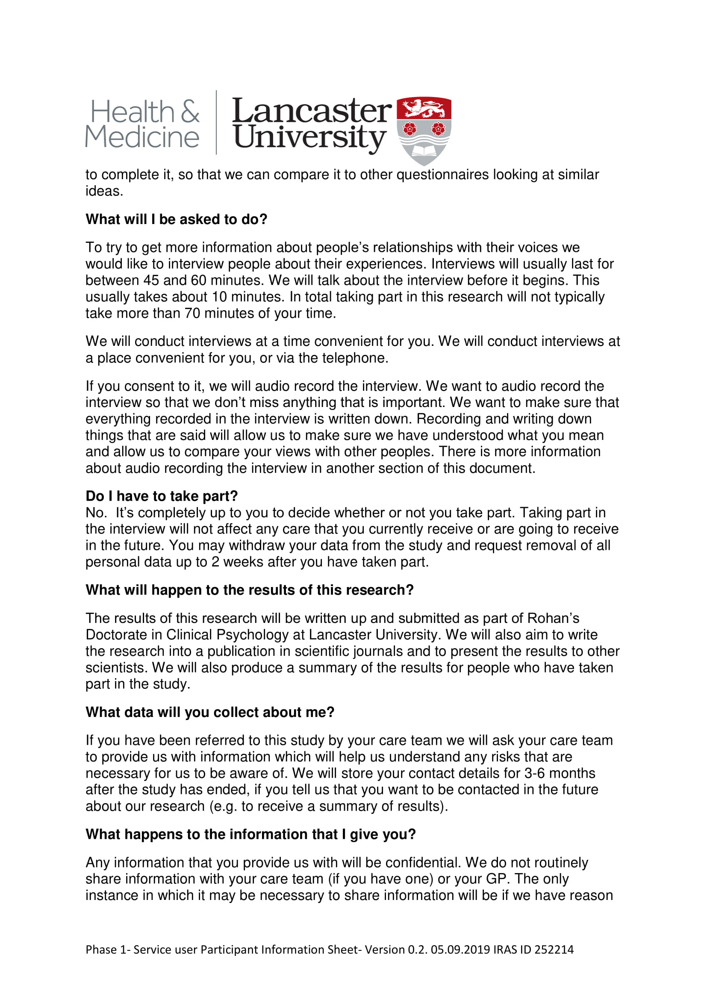 Health &
Medicine
Lancaster
University
to complete it, so that we can compare it to other questionnaires looking at similar
ideas.
What will I be asked to do?
To try to get more information about people’s relationships with their voices we
would like to interview people about their experiences. Interviews will usually last for
between 45 and 60 minutes. We will talk about the interview before it begins. This
usually takes about 10 minutes. In total taking part in this research will not typically
take more than 70 minutes of your time.
We will conduct interviews at a time convenient for you. We will conduct interviews at
a place convenient for you, or via the telephone.
If you consent to it, we will audio record the interview. We want to audio record the
interview so that we don’t miss anything that is important. We want to make sure that
everything recorded in the interview is written down. Recording and writing down
things that are said will allow us to make sure we have understood what you mean
and allow us to compare your views with other peoples. There is more information
about audio recording the interview in another section of this document.
Do I have to take part?
No.  It’s completely up to you to decide whether or not you take part. Taking part in
the interview will not affect any care that you currently receive or are going to receive
in the future. You may withdraw your data from the study and request removal of all
personal data up to 2 weeks after you have taken part.
What will happen to the results of this research?
The results of this research will be written up and submitted as part of Rohan’s
Doctorate in Clinical Psychology at Lancaster University. We will also aim to write
the research into a publication in scientific journals and to present the results to other
scientists. We will also produce a summary of the results for people who have taken
part in the study.
What data will you collect about me?
If you have been referred to this study by your care team we will ask your care team
to provide us with information which will help us understand any risks that are
necessary for us to be aware of. We will store your contact details for 3-6 months
after the study has ended, if you tell us that you want to be contacted in the future
about our research (e.g. to receive a summary of results).
What happens to the information that I give you?
Any information that you provide us with will be confidential. We do not routinely
share information with your care team (if you have one) or your GP. The only
instance in which it may be necessary to share information will be if we have reason
Phase 1- Service user Participant Information Sheet- Version 0.2. 05.09.2019 IRAS ID 252214